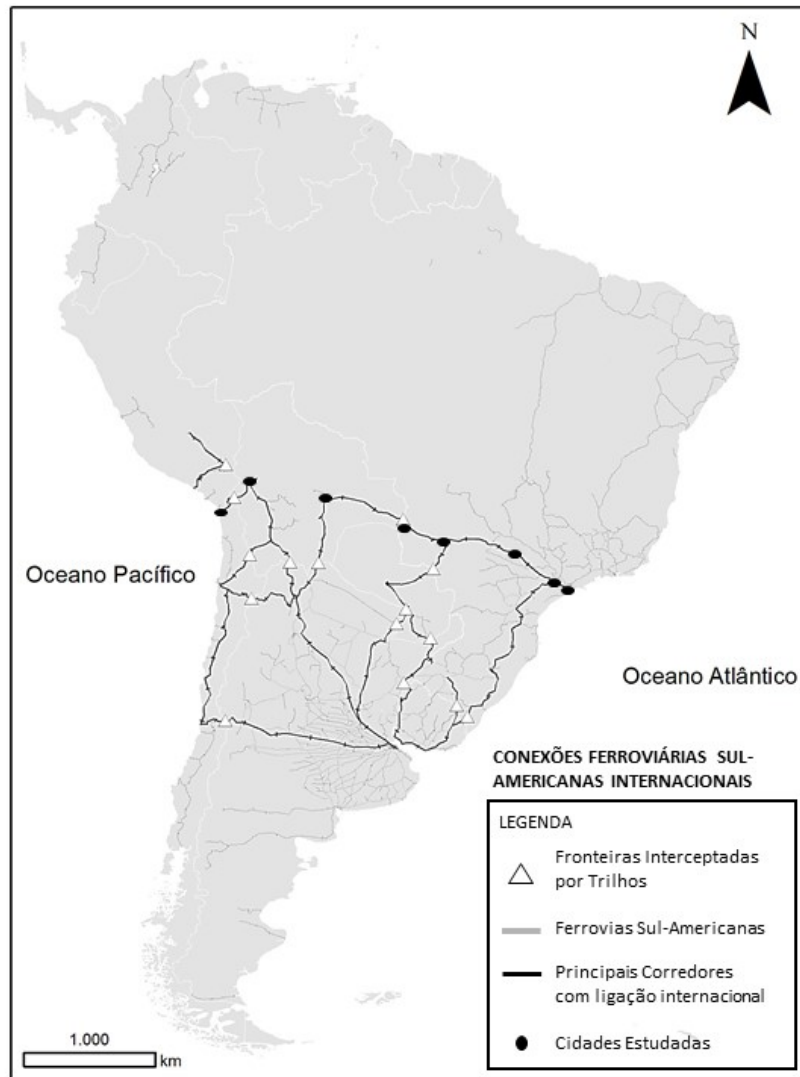 N
Oceano Pacífico
Oceano Atlântico
CONEXÕES FERROVIÁRIAS SUL-
AMERICANAS INTERNACIONAIS
LEGENDA
Fronteiras Interceptadas
por Trilhos
Ferrovias Sul-Americanas
Principais Corredores
com ligação internacional
Cidades Estudadas
1.000
km